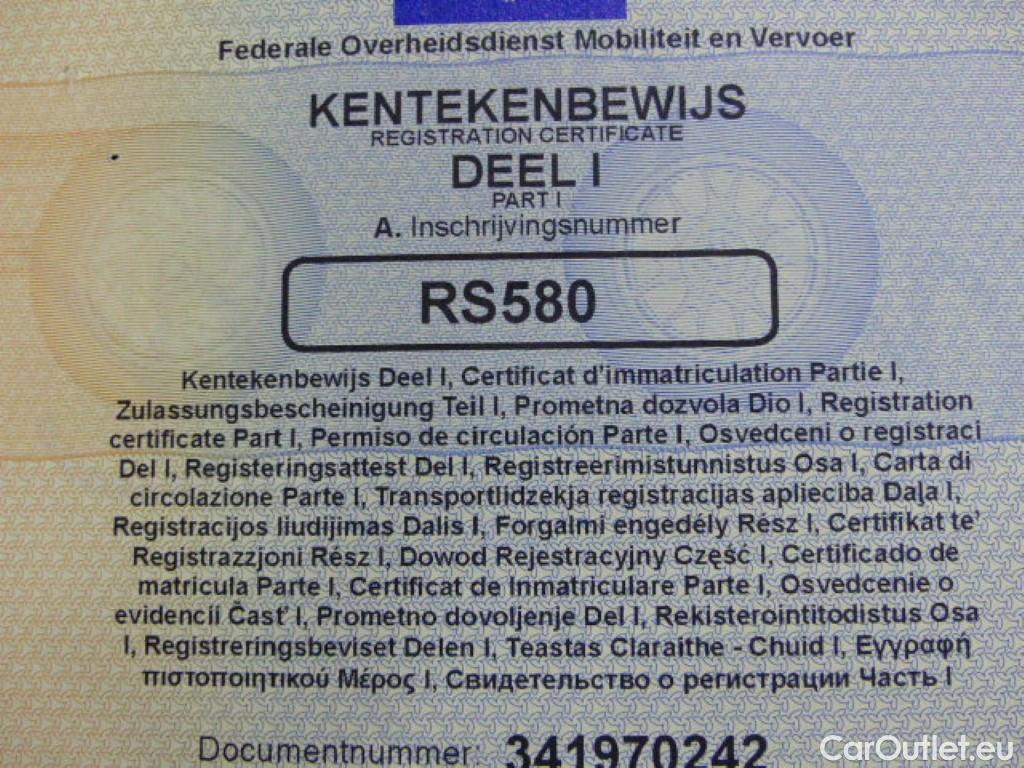 Federale Overheidsdienst Mobiliteit en Vervoer
KENTEKENBEWIJS
REGISTRATION CERTIFICATE
DEEL I
PART I
A. Inschrijvingsnummer
RS580
Kentekenbewijs Deel I, Certificat d'immatriculation Partie I,
Zulassungsbescheinigung Teil I, Prometna dozvola Dio I, Registration
certificate Part I, Permiso de circulación Parte I, Osvedceni o registraci
Del I, Registeringsattest Del I, Registreerimistunnistus Osa I, Carta di
circolazione Parte I, Transportlidzekja registracijas aplieciba Daļa I,
Registracijos liudijimas Dalis I, Forgalmi engedély Rész I, Certifikat te'
Registrazzjoni Rész I, Dowod Rejestracyjny Część I, Certificado de
matricula Parte I, Certificat de Inmatriculare Parte I, Osvedcenie o
evidencii Časť I, Prometno dovoljenje Del I, Rekisterointitodistus Osa
I, Registreringsbeviset Delen I, Teastas Claraithe - Chuid I, Εγγραφή
πιστοποιητικού Μέρος I, Свидетельство о регистрации Часть I
Documentnummer: 341970242
CarOutlet.eu